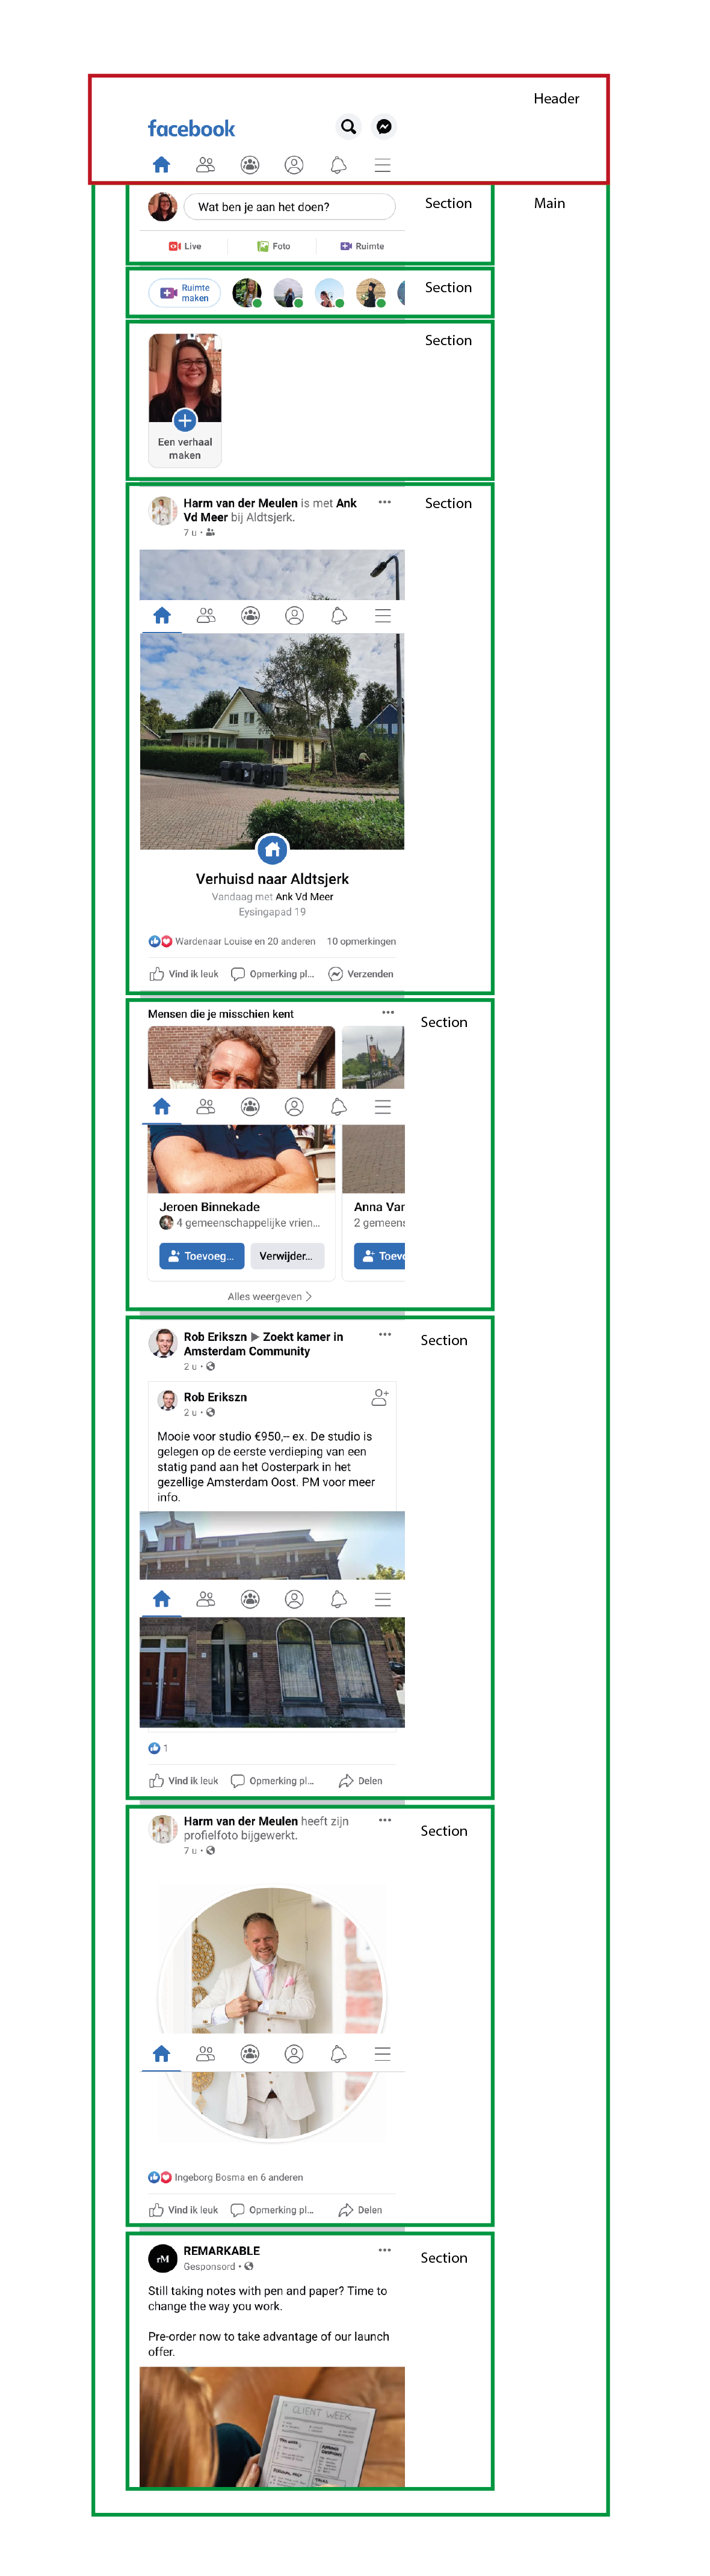 Header
facebook
Section
Main
Wat ben je aan het doen?
Live
Foto
Ruimte
Section
Ruimte
maken
Section
Een verhaal
maken
Section
Harm van der Meulen is met Ank
Vd Meer bij Aldtsjerk.
7 u
Verhuisd naar Aldtsjerk
Vandaag met Ank Vd Meer
Eysingapad 19
Wardenaar Louise en 20 anderen
10 opmerkingen
Vind ik leuk
Opmerking pl...
Verzenden
Mensen die je misschien kent
Section
Jeroen Binnekade
4 gemeenschappelijke vrien...
Toevoeg...
Verwijder...
Anna Var
2 gemeens
Toevo
Alles weergeven
Section
Rob Erikszn ▶ Zoekt kamer in
Amsterdam Community
2 u
Rob Erikszn
2 u
Mooie voor studio €950,– ex. De studio is
gelegen op de eerste verdieping van een
statig pand aan het Oosterpark in het
gezellige Amsterdam Oost. PM voor meer
info.
1
Vind ik leuk
Opmerking pl...
Delen
Section
Harm van der Meulen heeft zijn
profielfoto bijgewerkt.
7 u
Ingeborg Bosma en 6 anderen
Vind ik leuk
Opmerking pl...
Delen
Section
rM
REMARKABLE
Gesponsord
Still taking notes with pen and paper? Time to
change the way you work.
Pre-order now to take advantage of our launch
offer.
CLIENT WEEK